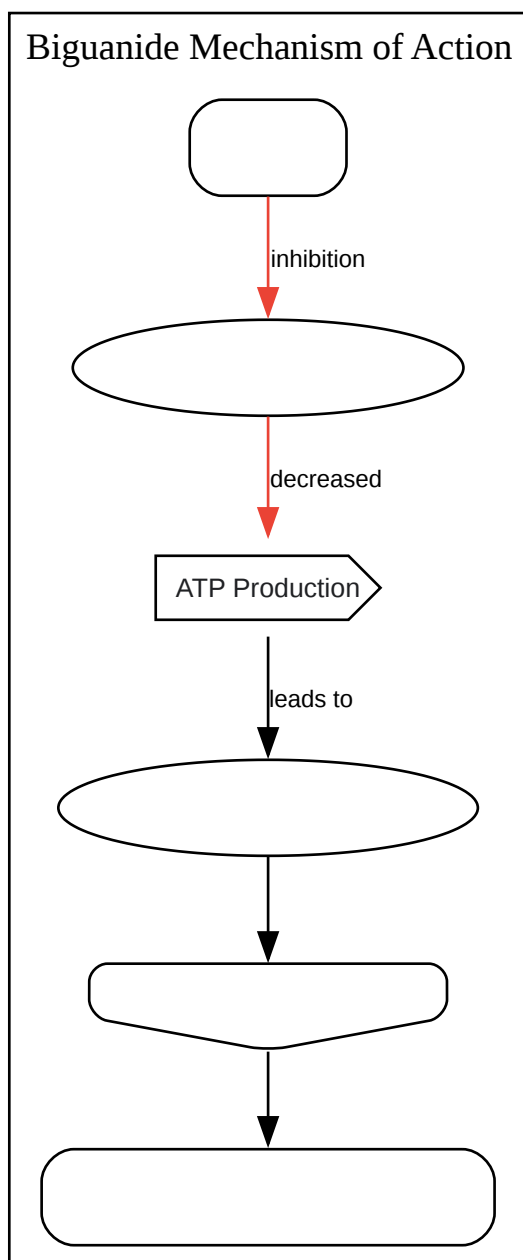 Biguanide Mechanism of Action
inhibition
decreased
ATP Production
leads to